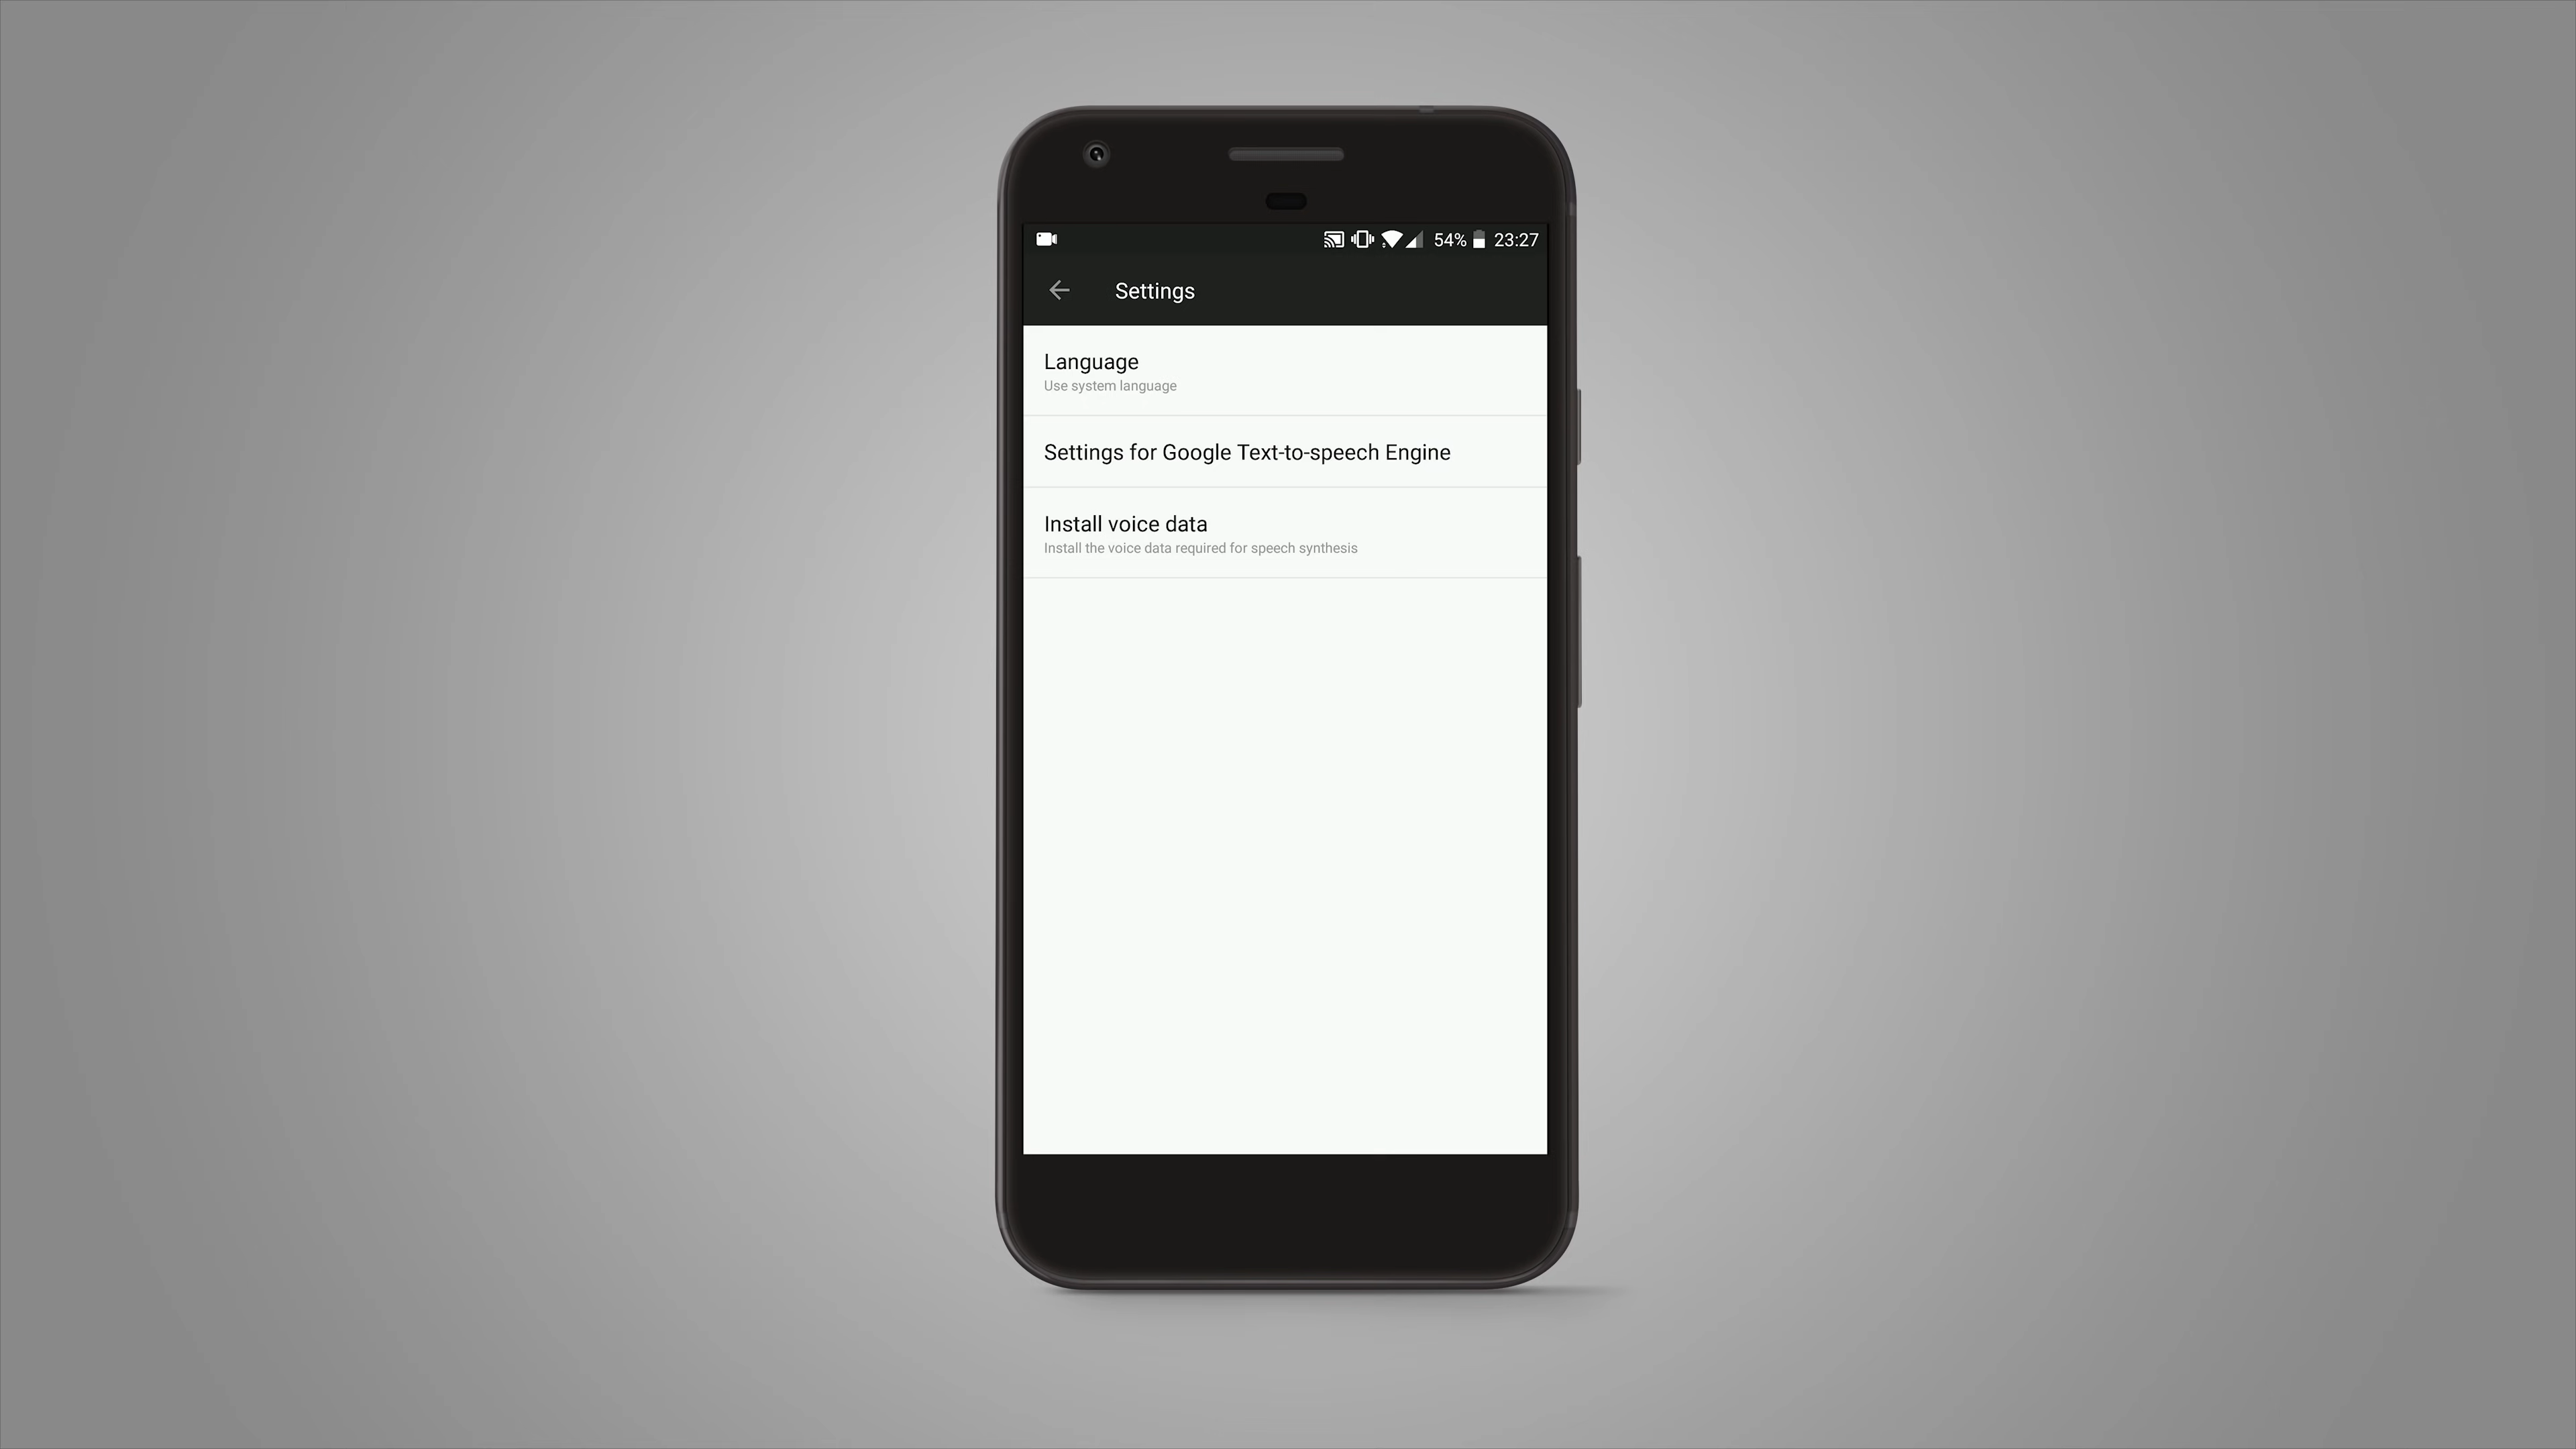 54% 23:27
Settings
Language
Use system language
Settings for Google Text-to-speech Engine
Install voice data
Install the voice data required for speech synthesis